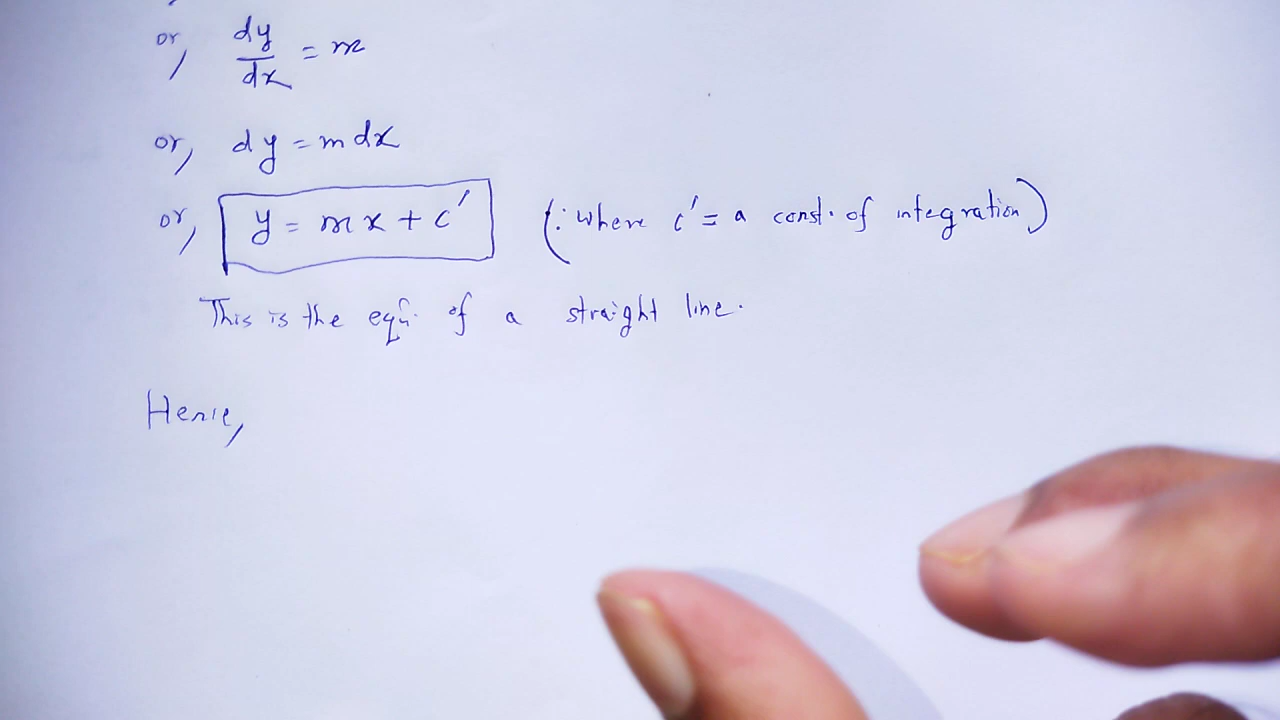 or, dy/dx = m
or, dy = m dx
or, y = mx + c' (: where c' = a const. of integration)
This is the eqn. of a straight line.
Hence,